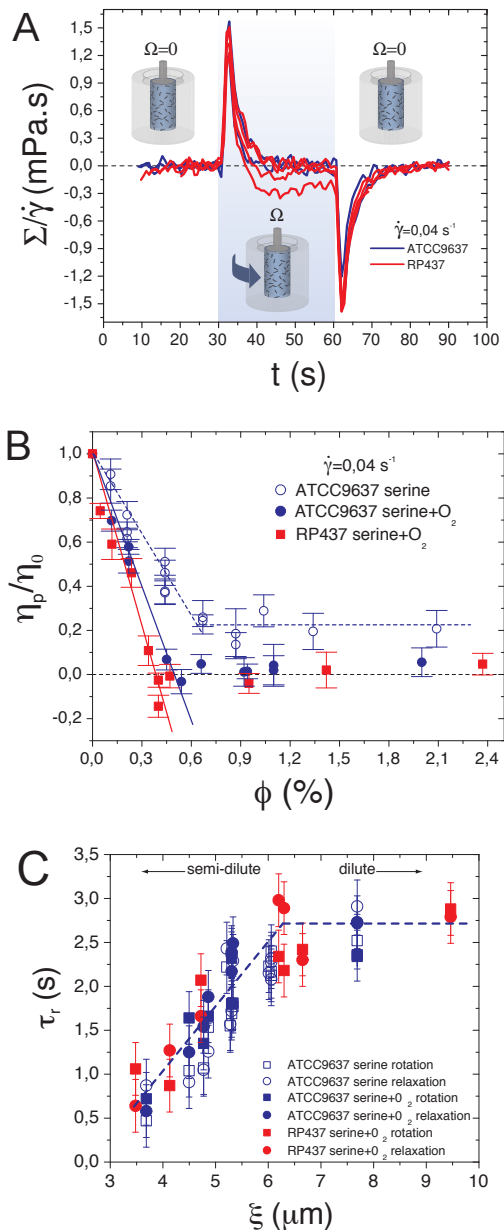 A
Ω=0
Ω=0
Σ/γ̇ (mPa.s)
1,5
1,2
0,9
0,6
0,3
0,0
-0,3
-0,6
-0,9
-1,2
-1,5
Ω
γ̇=0,04 s⁻¹
ATCC9637
RP437
0 10 20 30 40 50 60 70 80 90 100
t (s)
B
ηp/η0
1,0
0,8
0,6
0,4
0,2
0,0
-0,2
γ̇=0,04 s⁻¹
ATCC9637 serine
ATCC9637 serine+O₂
RP437 serine+O₂
0,0 0,3 0,6 0,9 1,2 1,5 1,8 2,1 2,4
ϕ (%)
C
τr (s)
3,5
3,0
2,5
2,0
1,5
1,0
0,5
0,0
semi-dilute
dilute
ATCC9637 serine rotation
ATCC9637 serine relaxation
ATCC9637 serine+0₂ rotation
ATCC9637 serine+0₂ relaxation
RP437 serine+0₂ rotation
RP437 serine+0₂ relaxation
3 4 5 6 7 8 9 10
ξ (μm)